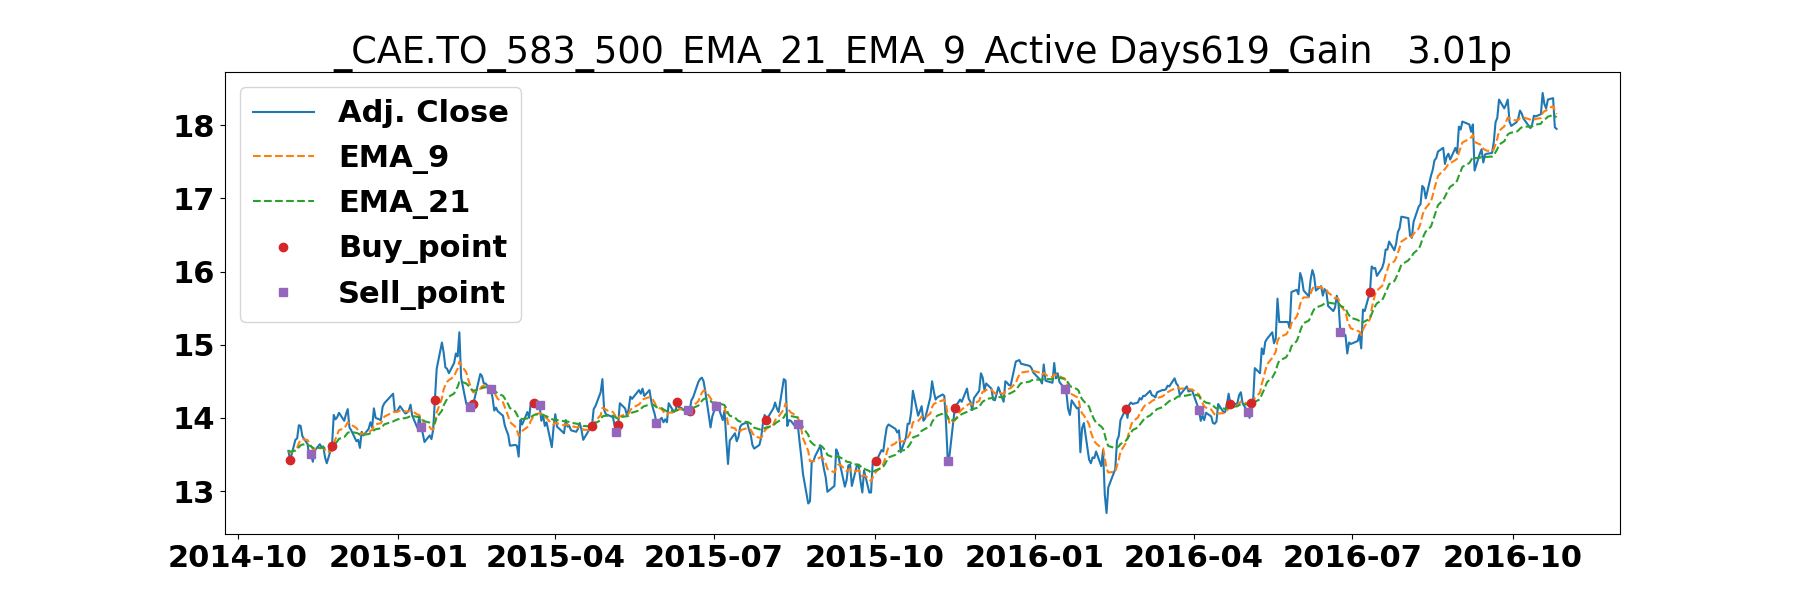 _CAE.TO_583_500_EMA_21_EMA_9_Active Days619_Gain   3.01p
Adj. Close
EMA_9
EMA_21
Buy_point
Sell_point
18
17
16
15
14
13
2014-10 2015-01 2015-04 2015-07 2015-10 2016-01 2016-04 2016-07 2016-10